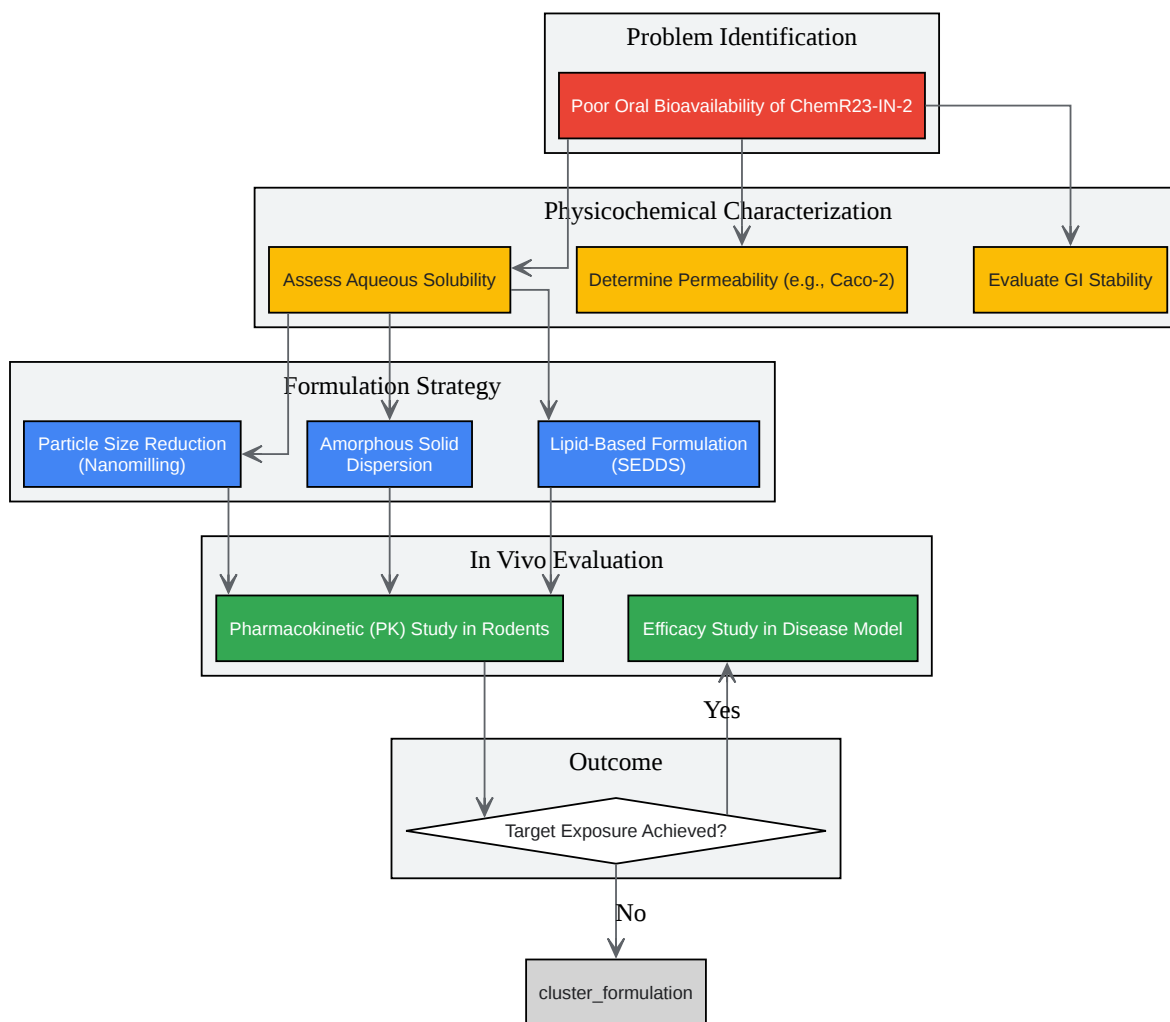 Problem Identification
Poor Oral Bioavailability of ChemR23-IN-2
Physicochemical Characterization
Assess Aqueous Solubility
Determine Permeability (e.g., Caco-2)
Evaluate GI Stability
Formulation Strategy
Particle Size Reduction
(Nanomilling)
Amorphous Solid
Dispersion
Lipid-Based Formulation
(SEDDS)
In Vivo Evaluation
Pharmacokinetic (PK) Study in Rodents
Efficacy Study in Disease Model
Yes
Outcome
Target Exposure Achieved?
No
cluster_formulation